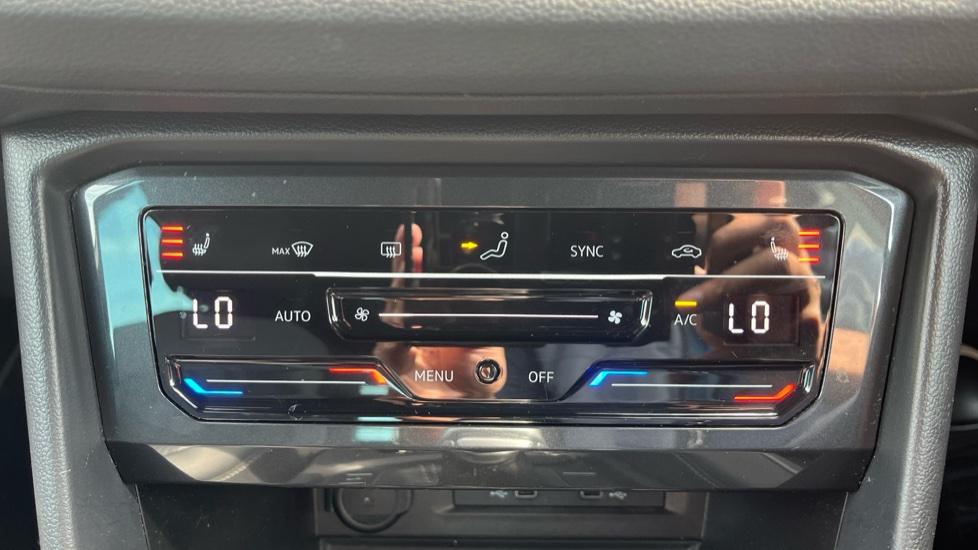 MAX
SYNC
LO AUTO A/C LO
MENU OFF